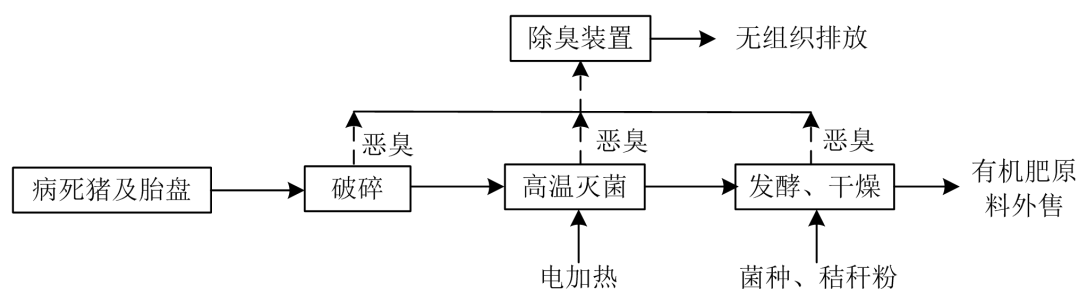 除臭装置
无组织排放
恶臭
恶臭
恶臭
病死猪及胎盘
破碎
高温灭菌
发酵、干燥
有机肥原
料外售
电加热
菌种、秸秆粉